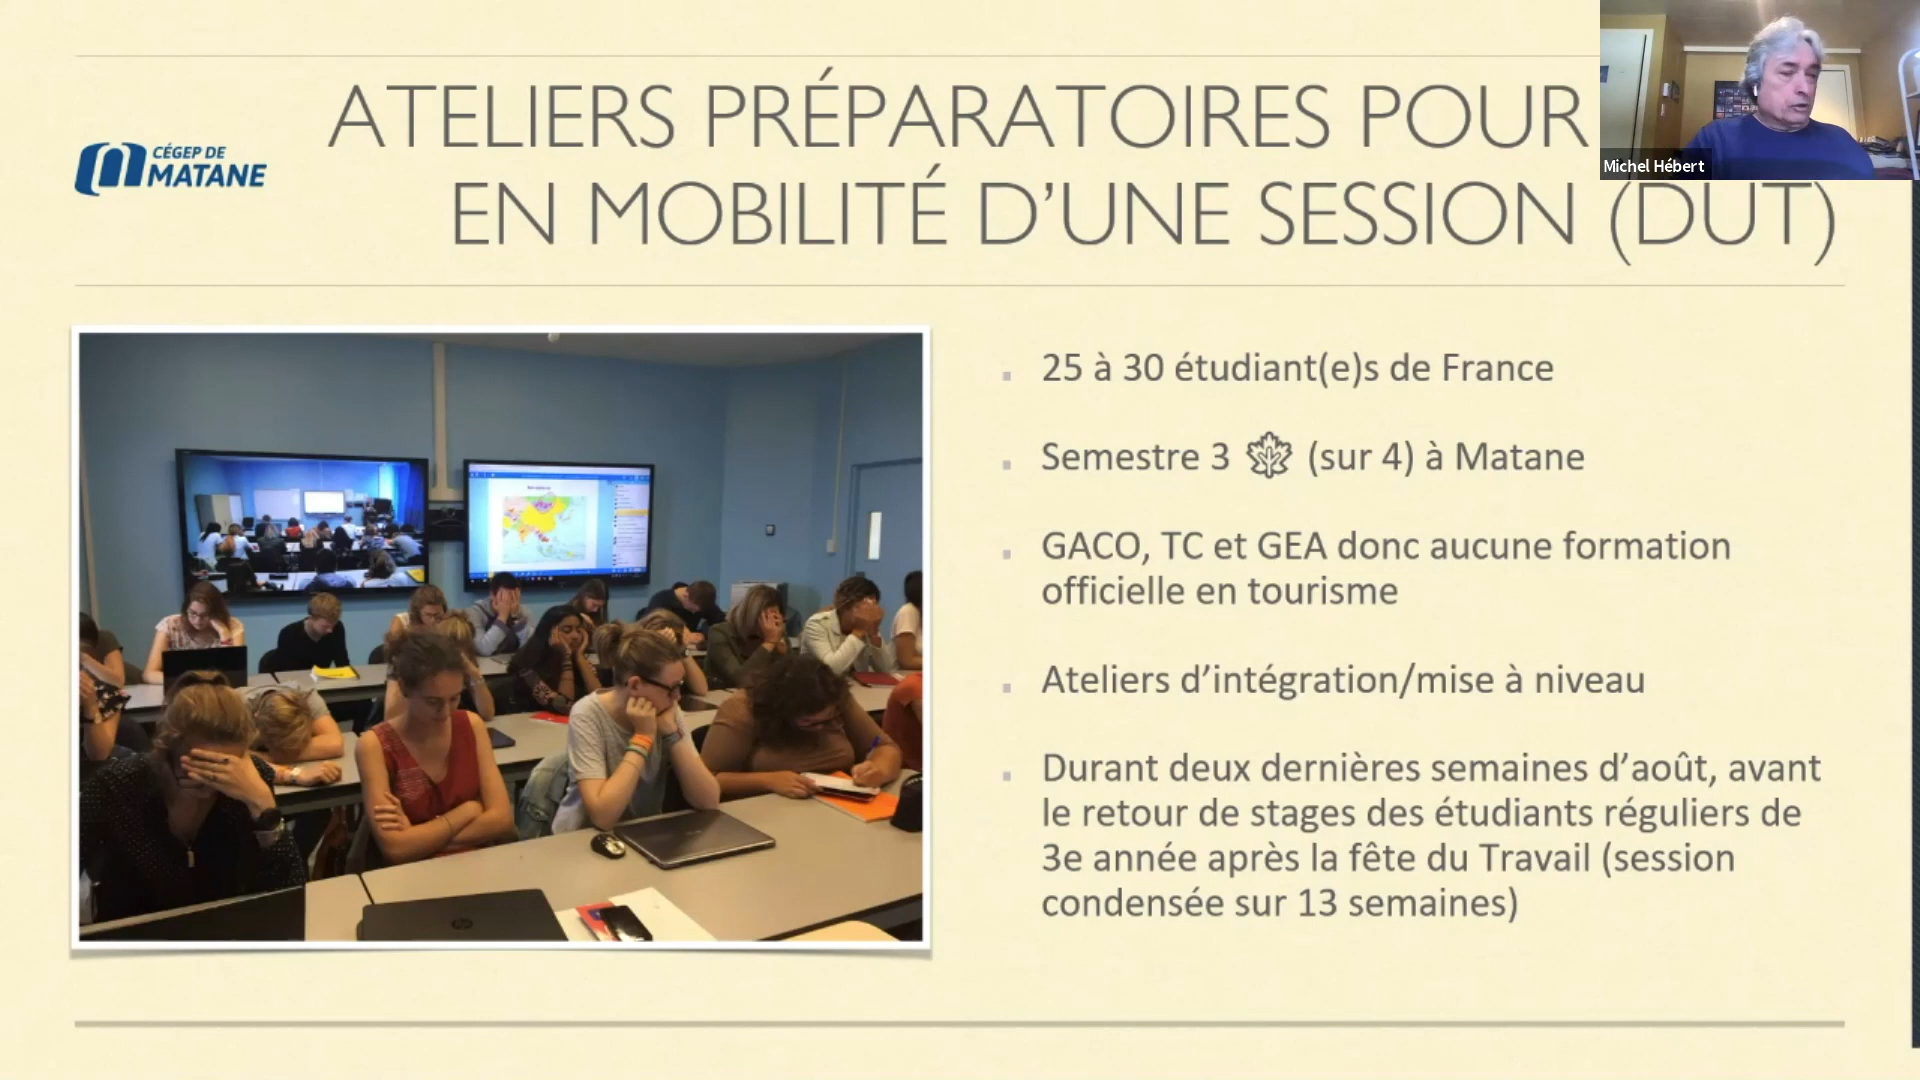 ATELIERS PRÉPARATOIRES POUR
EN MOBILITÉ D’UNE SESSION (DUT)
CÉGEP DE
MATANE
Michel Hébert
25 à 30 étudiant(e)s de France
Semestre 3 (sur 4) à Matane
GACO, TC et GEA donc aucune formation
officielle en tourisme
Ateliers d’intégration/mise à niveau
Durant deux dernières semaines d’août, avant
le retour de stages des étudiants réguliers de
3e année après la fête du Travail (session
condensée sur 13 semaines)